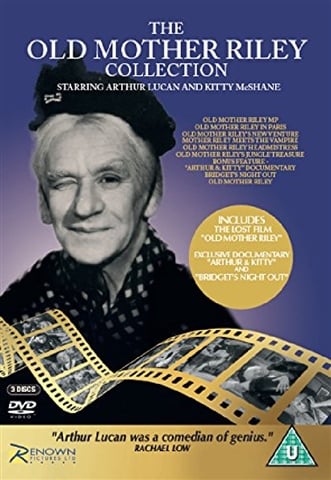 THE
OLD MOTHER RILEY
COLLECTION
STARRING ARTHUR LUCAN AND KITTY McSHANE
OLD MOTHER RILEY MP
OLD MOTHER RILEY IN PARIS
OLD MOTHER RILEY'S NEW VENTURE
MOTHER RILEY MEETS THE VAMPIRE
OLD MOTHER RILEY HEADMISTRESS
OLD MOTHER RILEY'S JUNGLE TREASURE
BONUS FEATURE -
"ARTHUR & KITTY" DOCUMENTARY
BRIDGET'S NIGHT OUT
OLD MOTHER RILEY
INCLUDES
THE LOST FILM
"OLD MOTHER RILEY"
EXCLUSIVE DOCUMENTARY
"ARTHUR & KITTY"
AND
"BRIDGET'S NIGHT OUT"
3 DISCS
DVD
VIDEO
RENOWN
PICTURES LTD
"Arthur Lucan was a comedian of genius."
RACHAEL LOW
U